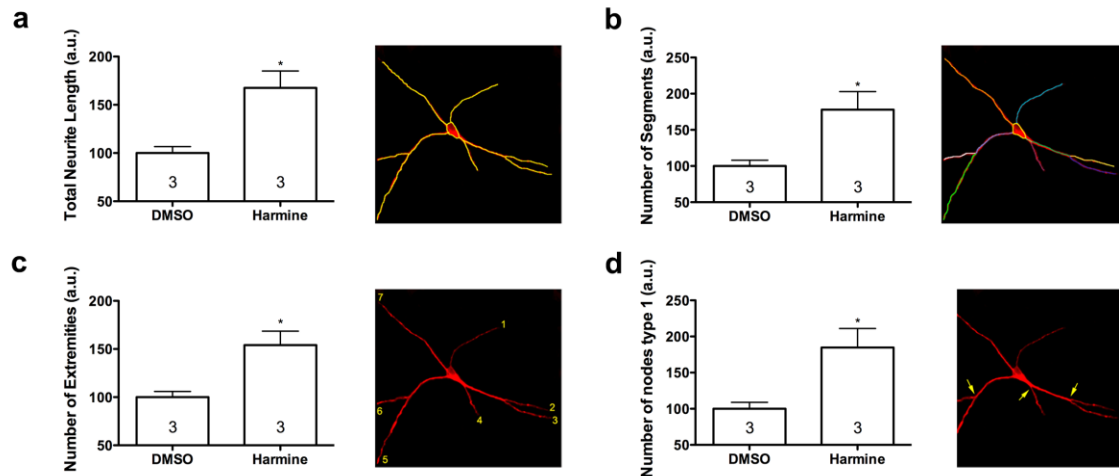 a
Total Neurite Length (a.u.)
200
150
100
50
*
3
3
DMSO
Harmine
b
Number of Segments (a.u.)
250
200
150
100
50
*
3
3
DMSO
Harmine
c
Number of Extremities (a.u.)
200
150
100
50
*
3
3
DMSO
Harmine
7
1
2
3
4
6
5
d
Number of nodes type 1 (a.u.)
250
200
150
100
50
*
3
3
DMSO
Harmine